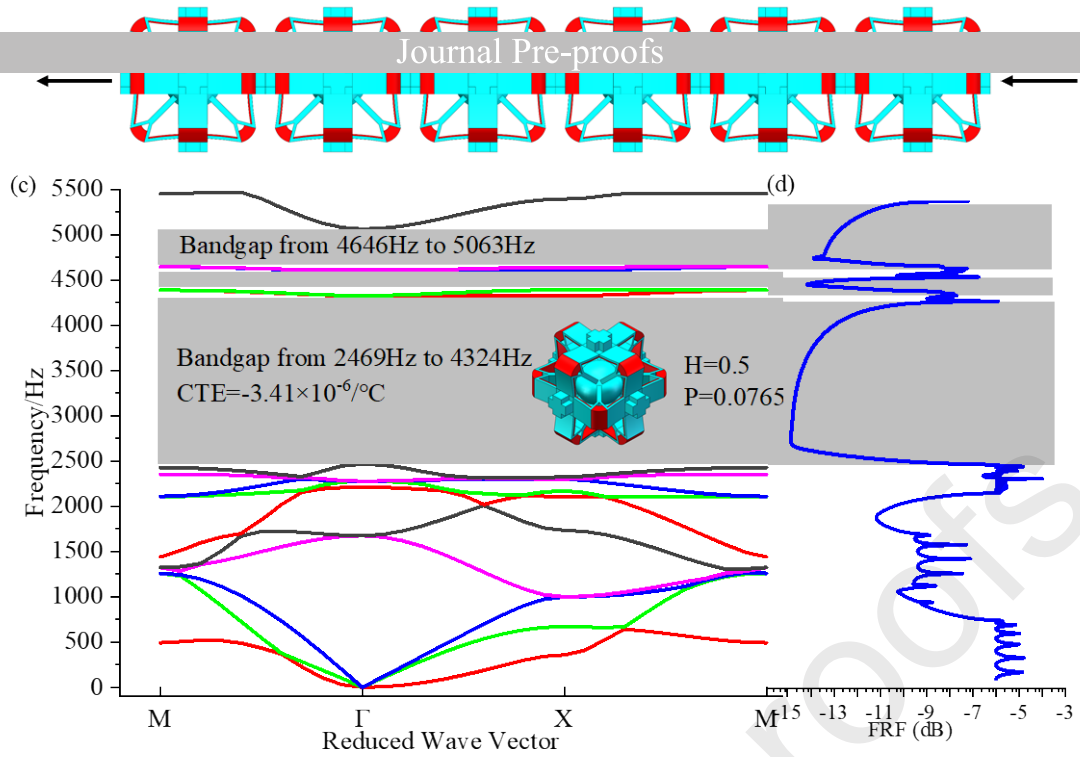 Journal Pre-proofs
(c)
(d)
5500
5000
4500
4000
3500
3000
2500
2000
1500
1000
500
0
Frequency/Hz
Bandgap from 4646Hz to 5063Hz
Bandgap from 2469Hz to 4324Hz
CTE=-3.41×10⁻⁶/℃
H=0.5
P=0.0765
M Γ X M
Reduced Wave Vector
-15 -13 -11 -9 -7 -5 -3
FRF (dB)
roofs